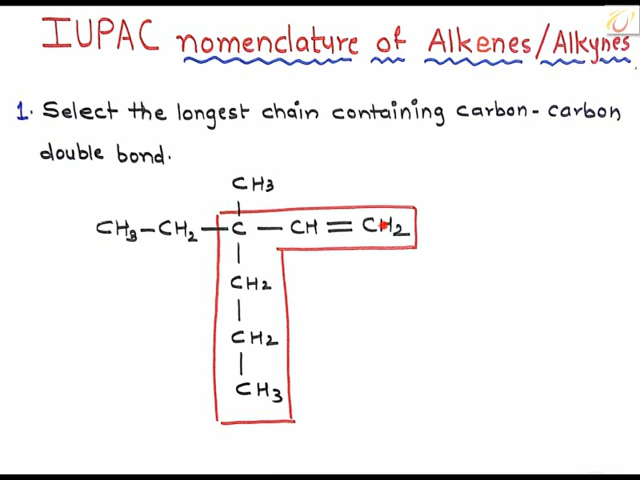 IUPAC nomenclature of Alkenes/Alkynes
1. Select the longest chain containing carbon-carbon
double bond.
CH3
CH3-CH2-C-CH=CH2
CH2
CH2
CH3